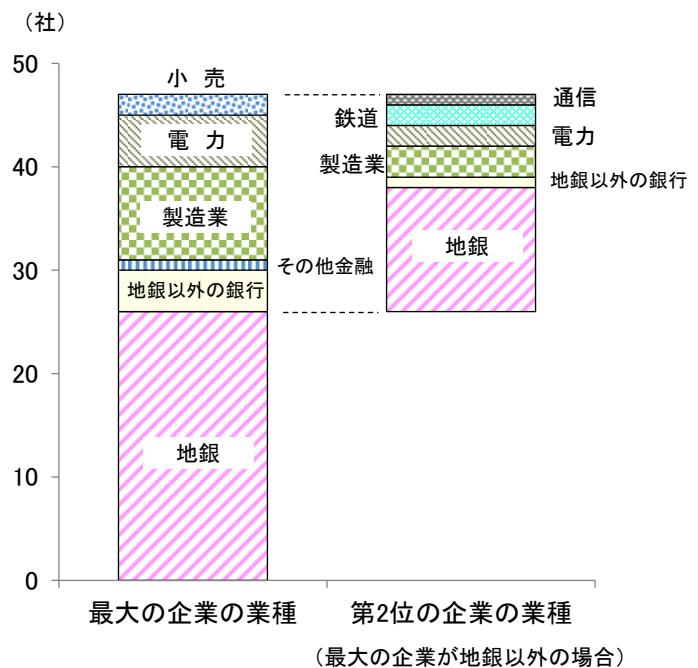 （社）
50
40
30
20
10
0
小 売
電 力
製造業
その他金融
地銀以外の銀行
地銀
通信
鉄道
電力
製造業
地銀以外の銀行
地銀
最大の企業の業種
第2位の企業の業種
（最大の企業が地銀以外の場合）